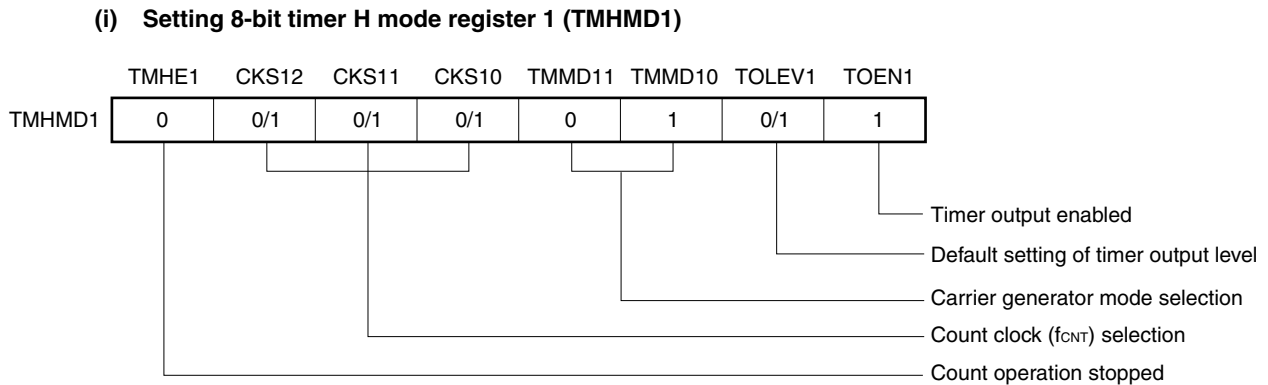 (i) Setting 8-bit timer H mode register 1 (TMHMD1)
TMHE1 CKS12 CKS11 CKS10 TMMD11 TMMD10 TOLEV1 TOEN1
TMHMD1 0 0/1 0/1 0/1 0 1 0/1 1
Timer output enabled
Default setting of timer output level
Carrier generator mode selection
Count clock (fCNT) selection
Count operation stopped